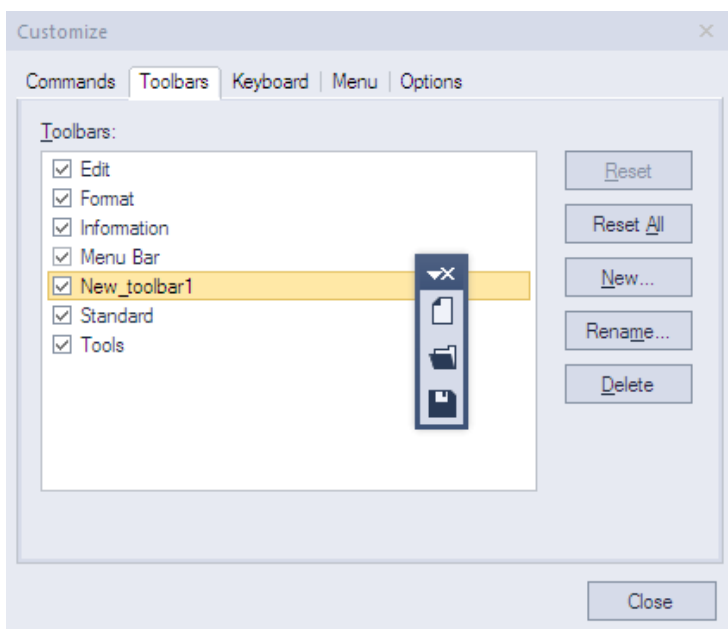 Customize
Commands Toolbars Keyboard Menu Options
Toolbars:
Edit
Format
Information
Menu Bar
New_toolbar1
Standard
Tools
Reset
Reset All
New...
Rename...
Delete
Close